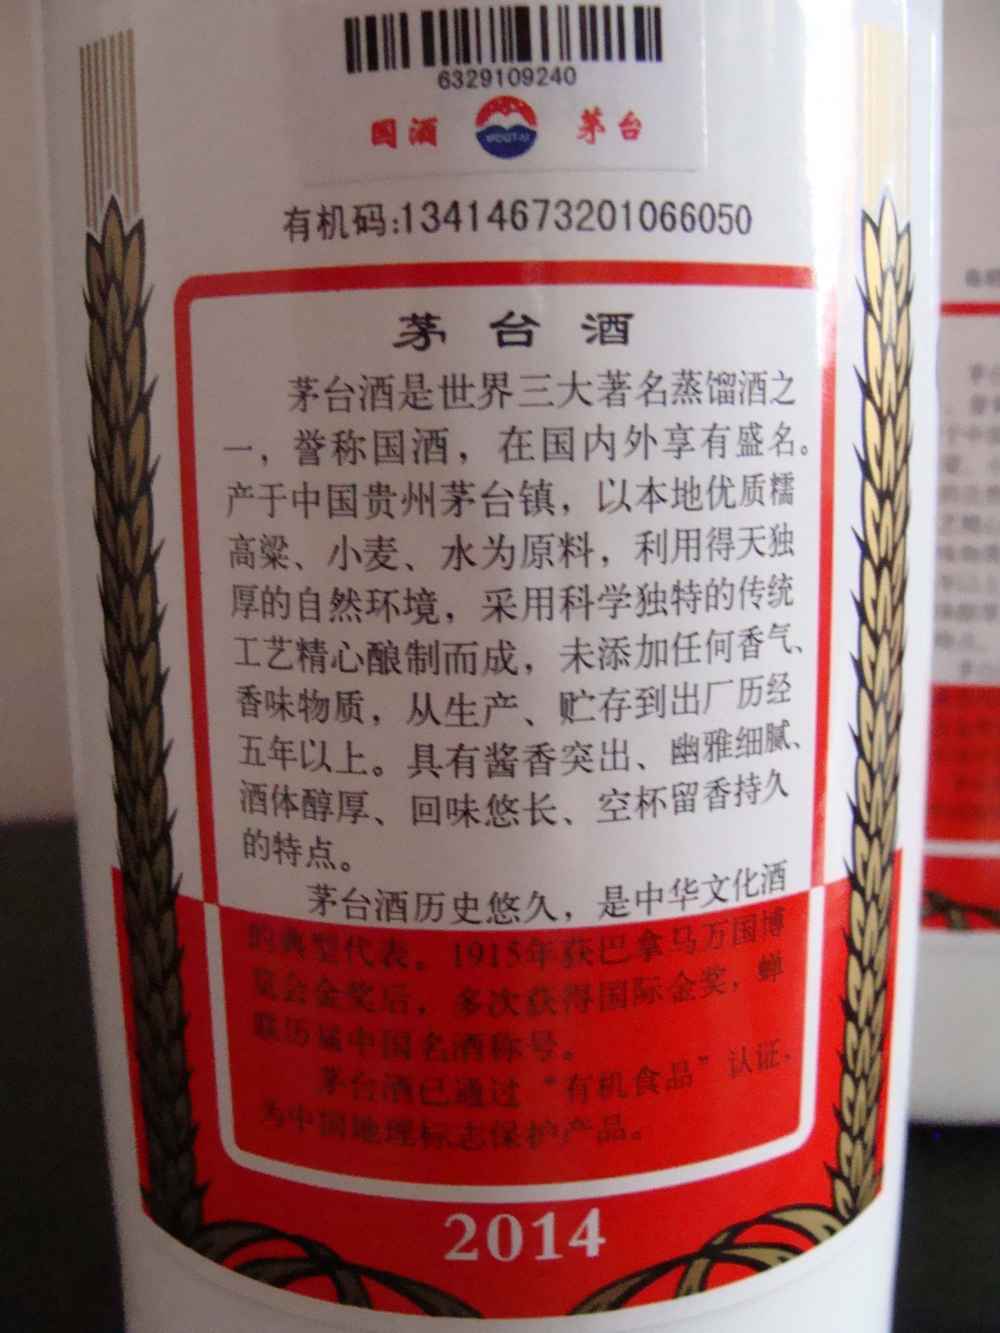 6329109240
国酒 MOUTAI 茅台
有机码:13414673201066050
茅台酒
茅台酒是世界三大著名蒸馏酒之
一，誉称国酒，在国内外享有盛名。
产于中国贵州茅台镇，以本地优质糯
高粱、小麦、水为原料，利用得天独
厚的自然环境，采用科学独特的传统
工艺精心酿制而成，未添加任何香气、
香味物质，从生产、贮存到出厂历经
五年以上。具有酱香突出、幽雅细腻、
酒体醇厚、回味悠长、空杯留香持久
的特点。
茅台酒历史悠久，是中华文化酒
的典型代表。1915年获巴拿马万国博
览会金奖后，多次获得国际金奖，蝉
联历届中国名酒称号。
茅台酒已通过“有机食品”认证，
为中国地理标志保护产品。
2014